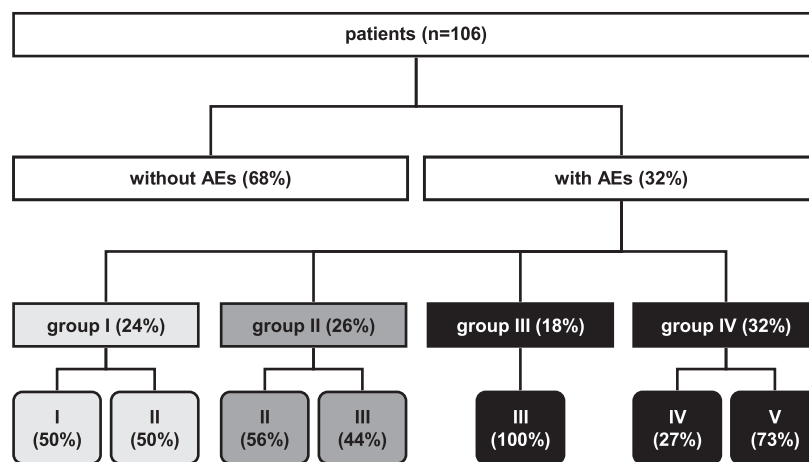 patients (n=106)
without AEs (68%)
with AEs (32%)
group I (24%)
group II (26%)
group III (18%)
group IV (32%)
I
(50%)
II
(50%)
II
(56%)
III
(44%)
III
(100%)
IV
(27%)
V
(73%)